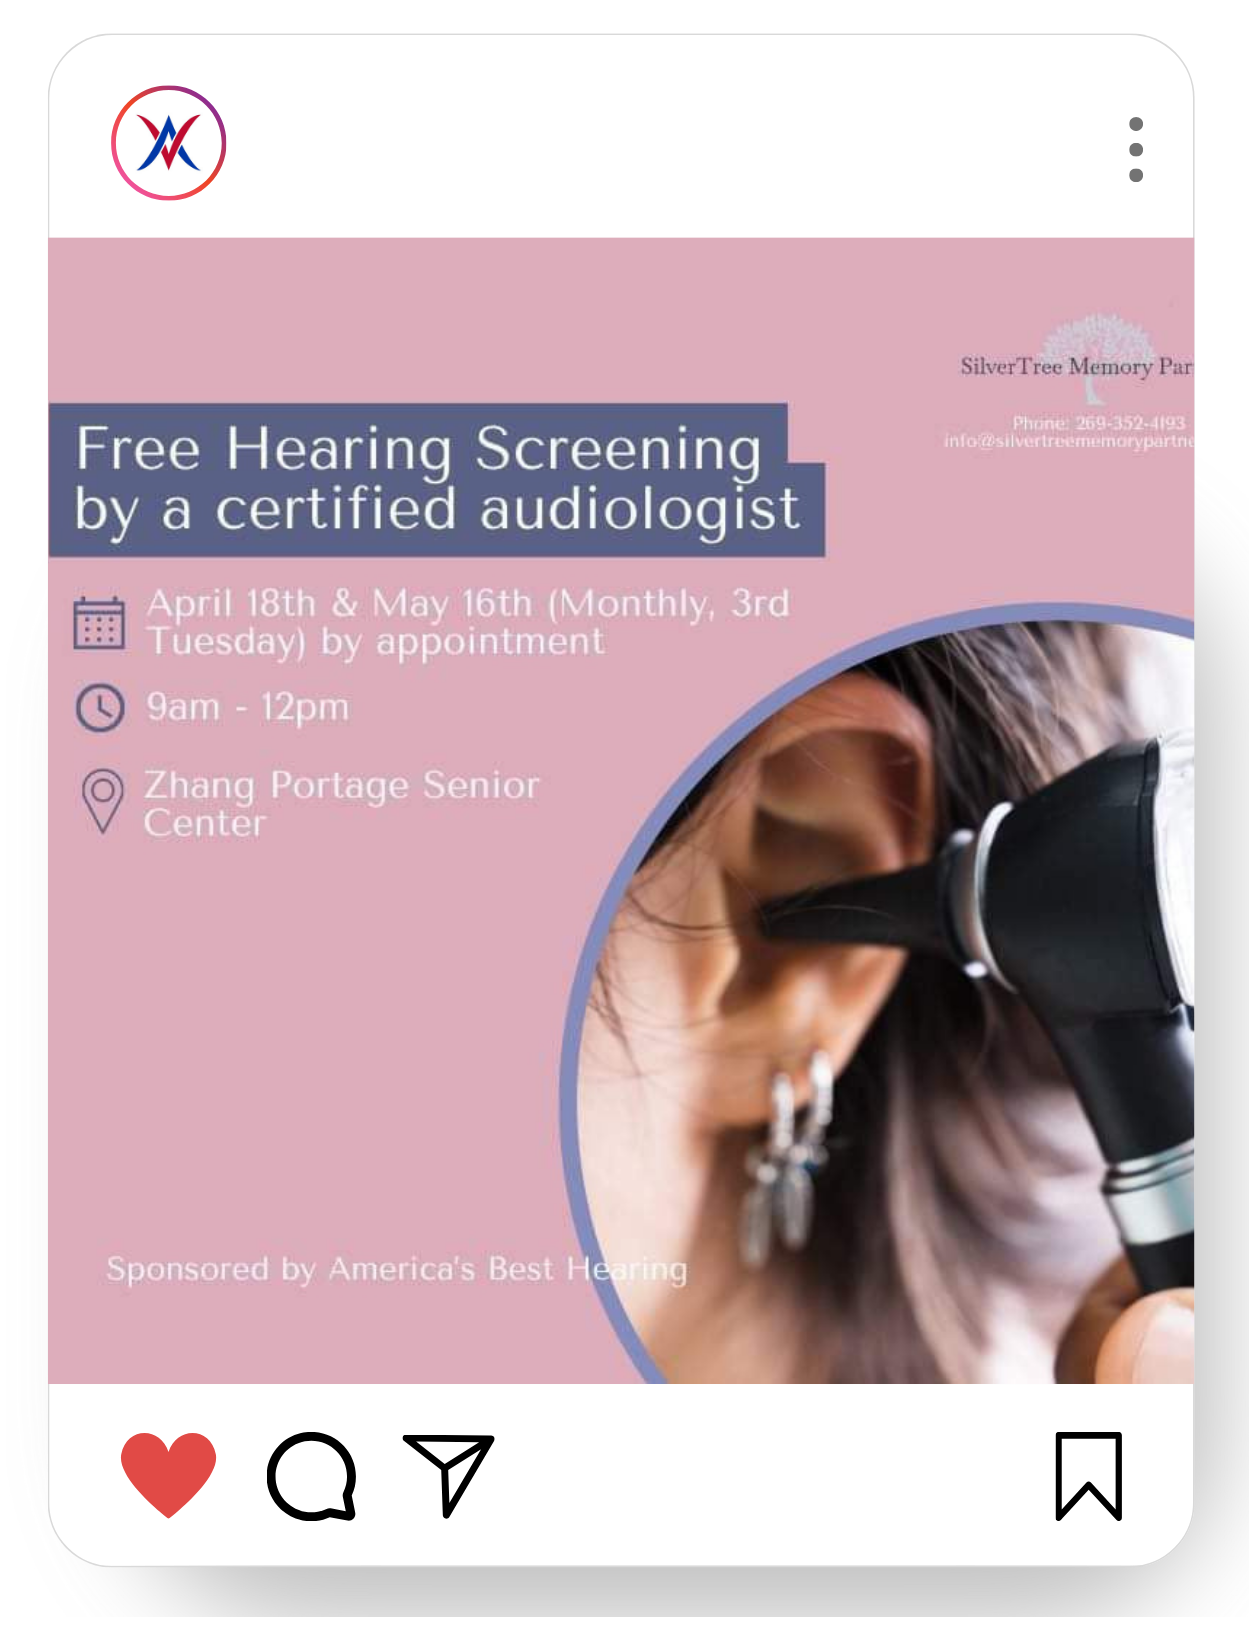 SilverTree Memory Par
Phone: 269-352-4193
info@silvertreememorypartne
Free Hearing Screening
by a certified audiologist
April 18th & May 16th (Monthly, 3rd
Tuesday) by appointment
9am - 12pm
Zhang Portage Senior
Center
Sponsored by America's Best Hearing